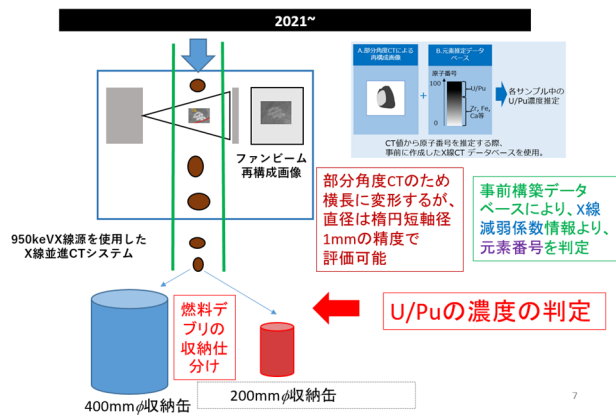 2021~
A.部分角度CTによる
再構成画像
B.元素推定データ
ベース
原子番号
100
0
+
U/Pu
Zr, Fe,
Ca等
各サンプル中の
U/Pu濃度推定
CT値から原子番号を推定する際、
事前に作成したX線CT データベースを使用。
ファンビーム
再構成画像
950keVX線源を使用した
X線並進CTシステム
部分角度CTのため
横長に変形するが、
直径は楕円短軸径
1mmの精度で
評価可能
事前構築データ
ベースにより、X線
減弱係数情報より、
元素番号を判定
燃料デ
ブリの
収納仕
分け
U/Puの濃度の判定
400mmϕ収納缶
200mmϕ収納缶
7